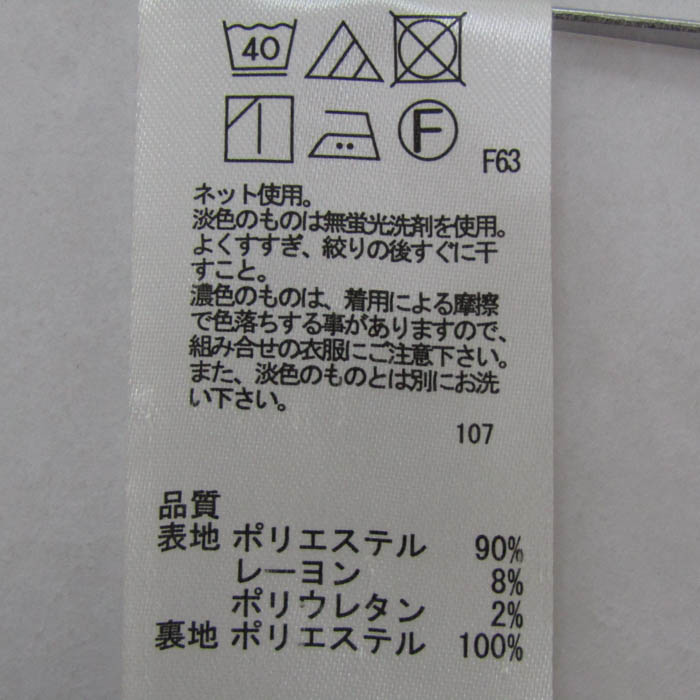 40
F
F63
ネット使用。
淡色のものは無蛍光洗剤を使用。
よくすすぎ、絞りの後すぐに干
すこと。
濃色のものは、着用による摩擦
で色落ちする事がありますので、
組み合せの衣服にご注意下さい。
また、淡色のものとは別にお洗
い下さい。
107
品質
表地 ポリエステル 90%
レーヨン 8%
ポリウレタン 2%
裏地 ポリエステル 100%